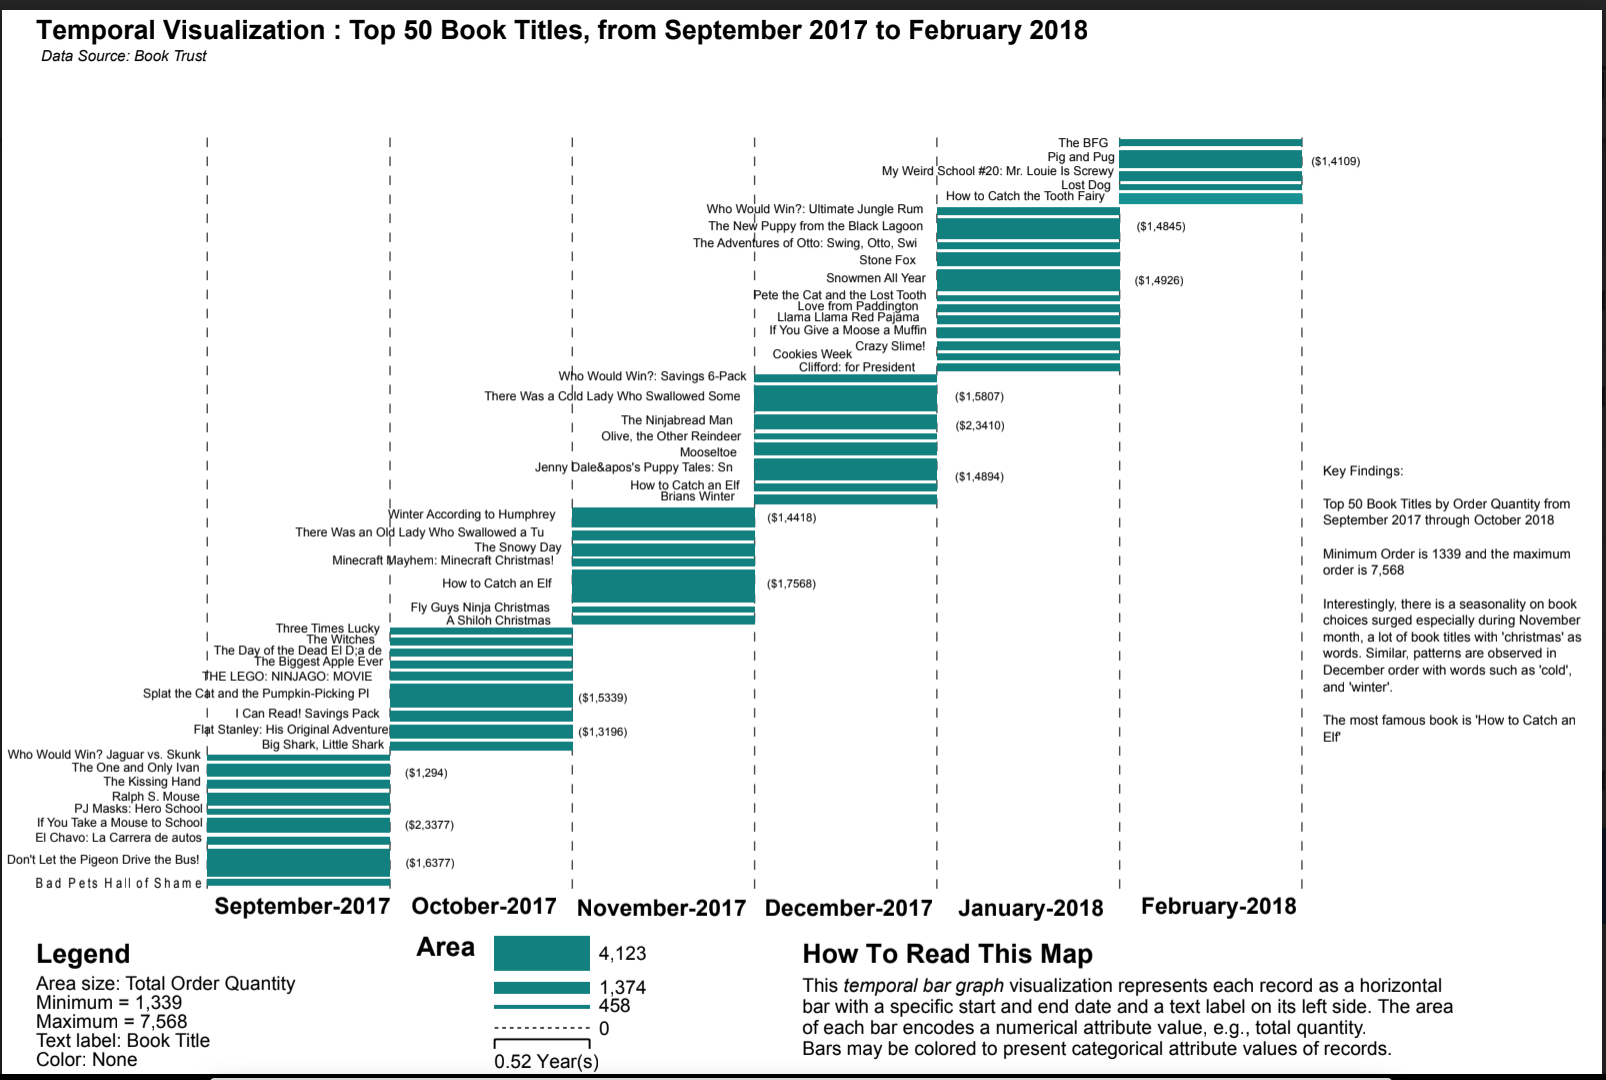 Temporal Visualization : Top 50 Book Titles, from September 2017 to February 2018
Data Source: Book Trust
The BFG
Pig and Pug
($1,4109)
My Weird School #20: Mr. Louie Is Screwy
Lost Dog
How to Catch the Tooth Fairy
Who Would Win?: Ultimate Jungle Rum
The New Puppy from the Black Lagoon
($1,4845)
The Adventures of Otto: Swing, Otto, Swi
Stone Fox
Snowmen All Year
($1,4926)
Pete the Cat and the Lost Tooth
Love from Paddington
Llama Llama Red Pajama
If You Give a Moose a Muffin
Crazy Slime!
Cookies Week
Clifford: for President
Who Would Win?: Savings 6-Pack
There Was a Cold Lady Who Swallowed Some
($1,5807)
The Ninjabread Man
($2,3410)
Olive, the Other Reindeer
Mooseltoe
Jenny Dale&apos's Puppy Tales: Sn
($1,4894)
How to Catch an Elf
Brians Winter
Winter According to Humphrey
($1,4418)
There Was an Old Lady Who Swallowed a Tu
The Snowy Day
Minecraft Mayhem: Minecraft Christmas!
How to Catch an Elf
($1,7568)
Fly Guys Ninja Christmas
A Shiloh Christmas
Three Times Lucky
The Witches
The Day of the Dead El D;a de
The Biggest Apple Ever
THE LEGO: NINJAGO: MOVIE
Splat the Cat and the Pumpkin-Picking Pl
($1,5339)
I Can Read! Savings Pack
Flat Stanley: His Original Adventure
($1,3196)
Big Shark, Little Shark
Who Would Win? Jaguar vs. Skunk
The One and Only Ivan
($1,294)
The Kissing Hand
Ralph S. Mouse
PJ Masks: Hero School
If You Take a Mouse to School
($2,3377)
El Chavo: La Carrera de autos
Don't Let the Pigeon Drive the Bus!
($1,6377)
Bad Pets Hall of Shame
September-2017 October-2017 November-2017 December-2017 January-2018 February-2018
Key Findings:
Top 50 Book Titles by Order Quantity from
September 2017 through October 2018
Minimum Order is 1339 and the maximum
order is 7,568
Interestingly, there is a seasonality on book
choices surged especially during November
month, a lot of book titles with 'christmas' as
words. Similar, patterns are observed in
December order with words such as 'cold',
and 'winter'.
The most famous book is 'How to Catch an
Elf'
Legend
Area size: Total Order Quantity
Minimum = 1,339
Maximum = 7,568
Text label: Book Title
Color: None
Area
4,123
1,374
458
0
0.52 Year(s)
How To Read This Map
This temporal bar graph visualization represents each record as a horizontal
bar with a specific start and end date and a text label on its left side. The area
of each bar encodes a numerical attribute value, e.g., total quantity.
Bars may be colored to present categorical attribute values of records.